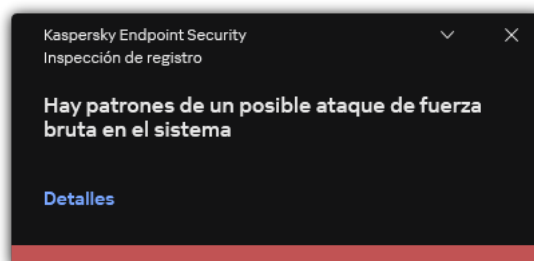 Kaspersky Endpoint Security
Inspección de registro
Hay patrones de un posible ataque de fuerza
bruta en el sistema
Detalles